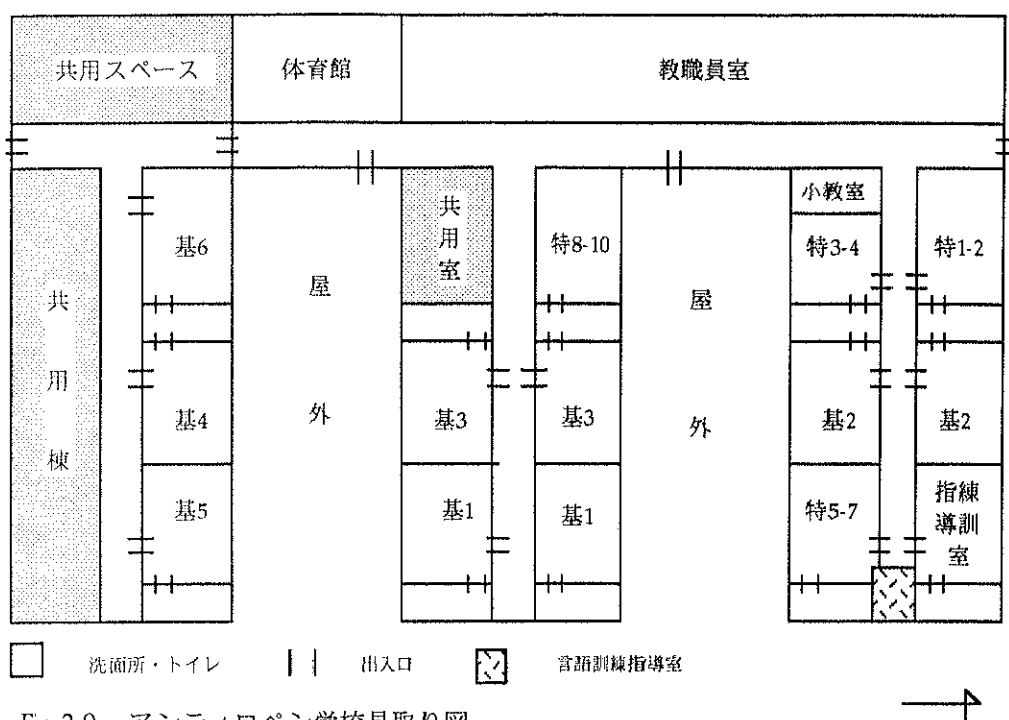 共用スペース
体育館
教職員室
共用棟
基6
基4
基5
屋外
共用室
基3
基1
特8-10
基3
基1
屋外
小教室
特3-4
基2
特5-7
特1-2
基2
指導訓練室
洗面所・トイレ
出入口
言語訓練指導室